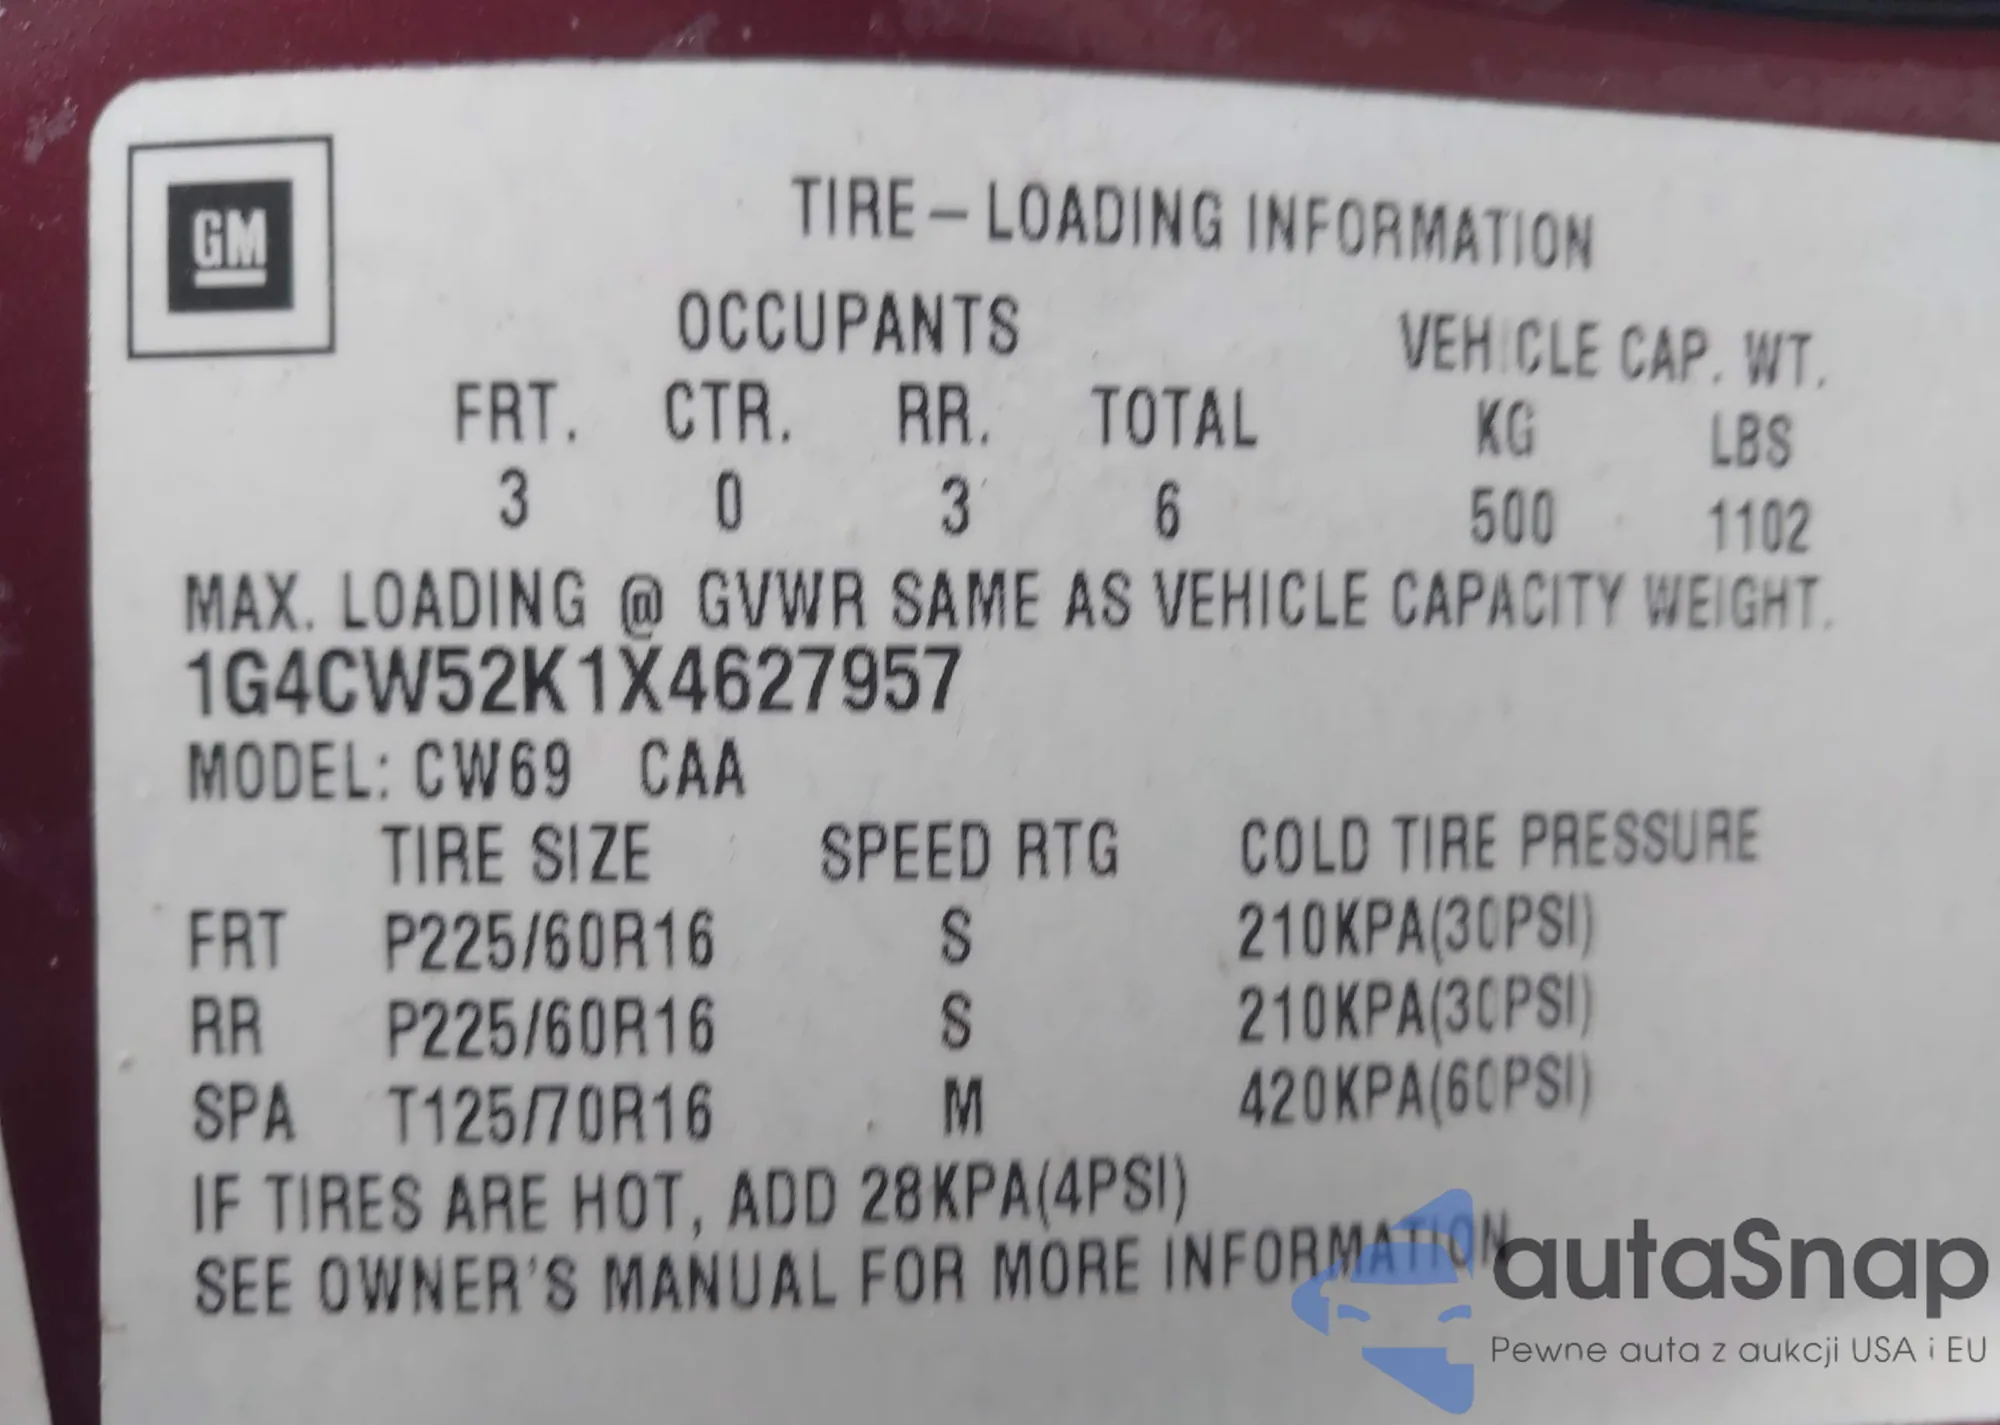 GM
TIRE – LOADING INFORMATION
OCCUPANTS VEHICLE CAP. WT.
FRT. CTR. RR. TOTAL KG LBS
3 0 3 6 500 1102
MAX. LOADING @ GVWR SAME AS VEHICLE CAPACITY WEIGHT.
1G4CW52K1X4627957
MODEL: CW69 CAA
TIRE SIZE SPEED RTG COLD TIRE PRESSURE
FRT P225/60R16 S 210KPA(30PSI)
RR P225/60R16 S 210KPA(30PSI)
SPA T125/70R16 M 420KPA(60PSI)
IF TIRES ARE HOT, ADD 28KPA(4PSI)
SEE OWNER'S MANUAL FOR MORE INFORMATION
autaSnap
Pewne auta z aukcji USA i EU